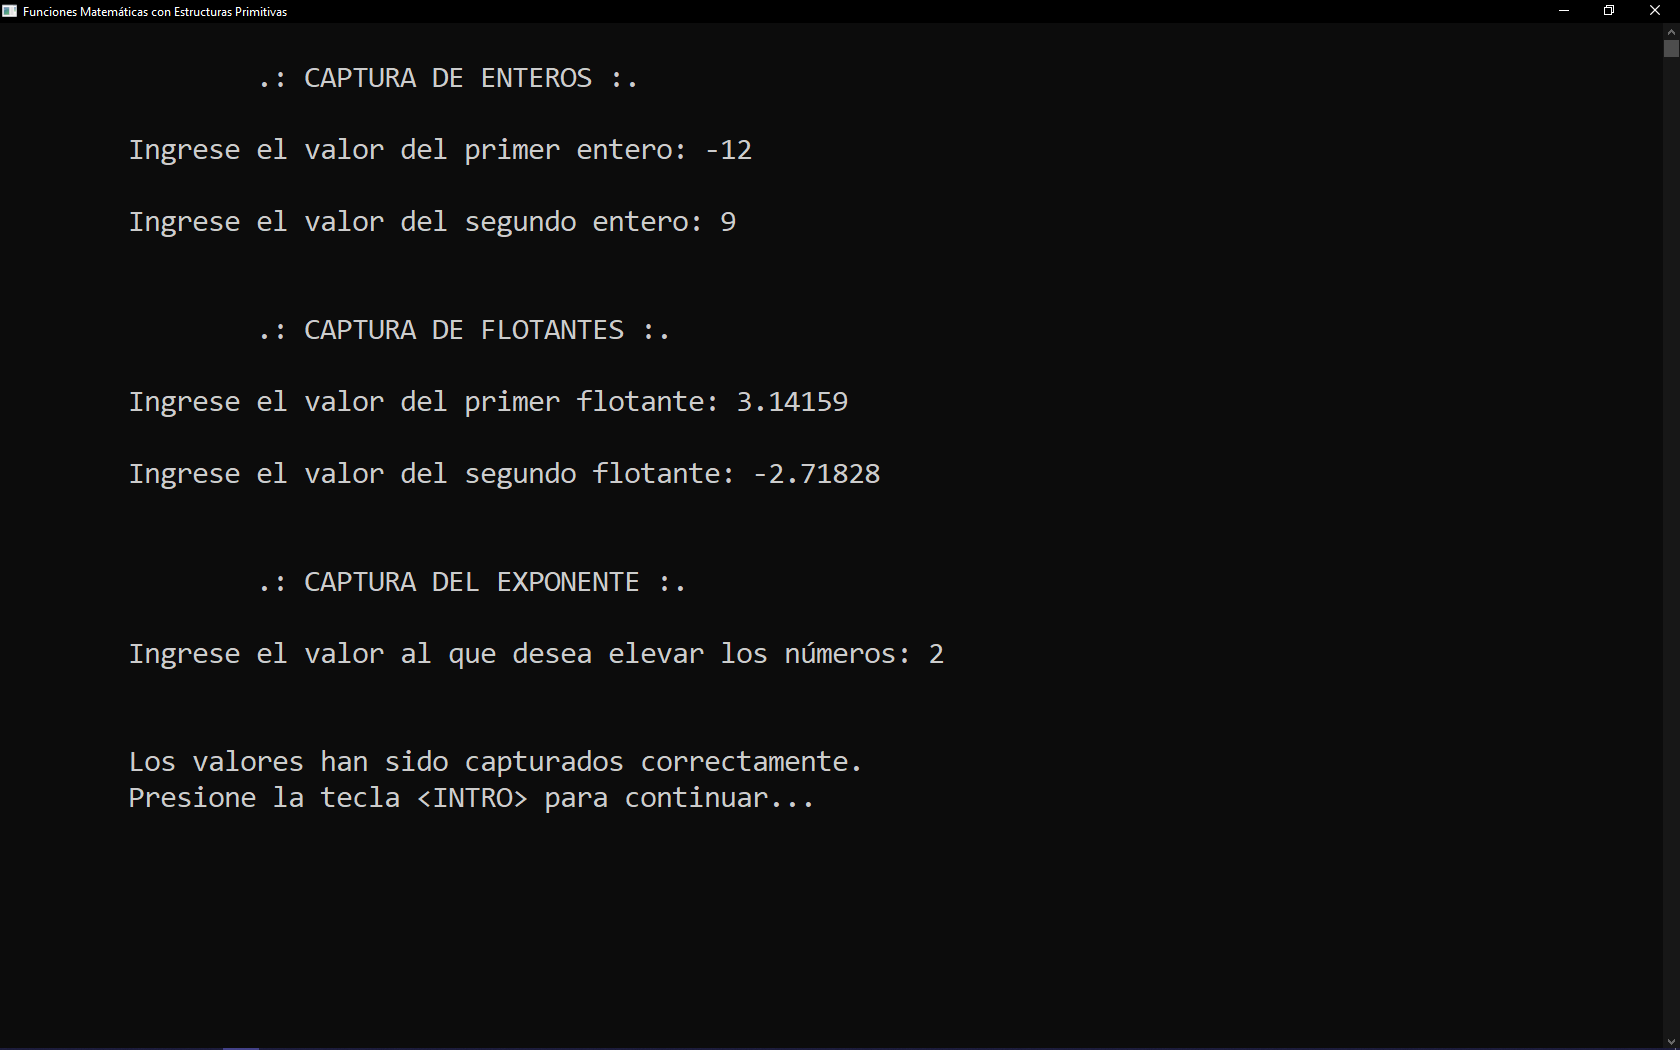 Funciones Matemáticas con Estructuras Primitivas
.: CAPTURA DE ENTEROS :.
Ingrese el valor del primer entero: -12
Ingrese el valor del segundo entero: 9
.: CAPTURA DE FLOTANTES :.
Ingrese el valor del primer flotante: 3.14159
Ingrese el valor del segundo flotante: -2.71828
.: CAPTURA DEL EXPONENTE :.
Ingrese el valor al que desea elevar los números: 2
Los valores han sido capturados correctamente.
Presione la tecla <INTRO> para continuar...